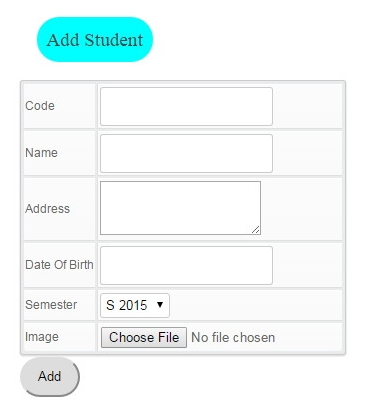 Add Student
Code
Name
Address
Date Of Birth
Semester S 2015
Image Choose File No file chosen
Add